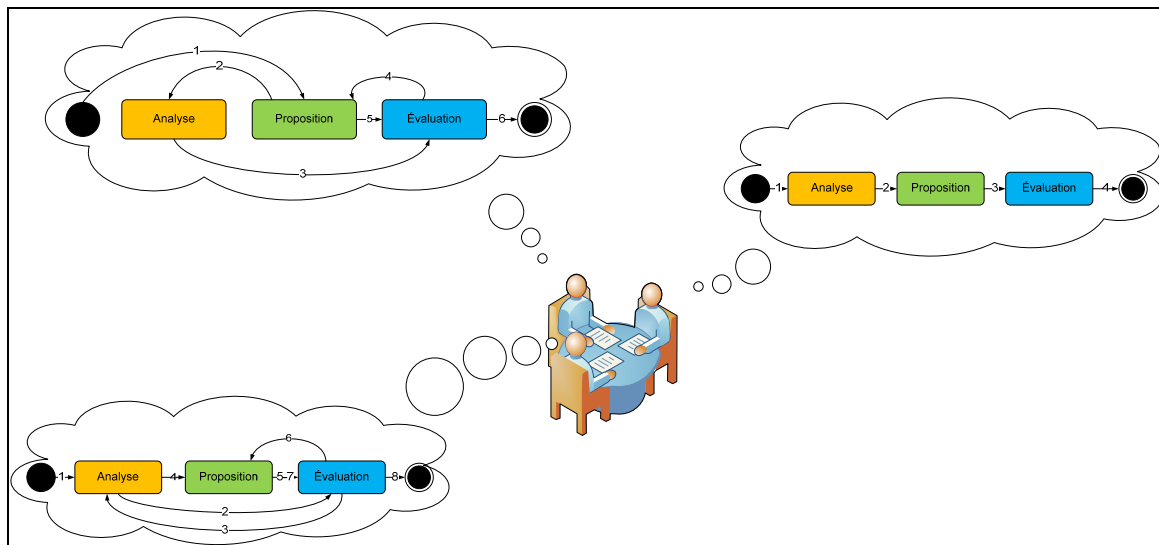 1
2
4
Analyse
Proposition
5
Évaluation
6
3
1
Analyse
2
Proposition
3
Évaluation
4
6
1
Analyse
4
Proposition
5-7
Évaluation
8
2
3